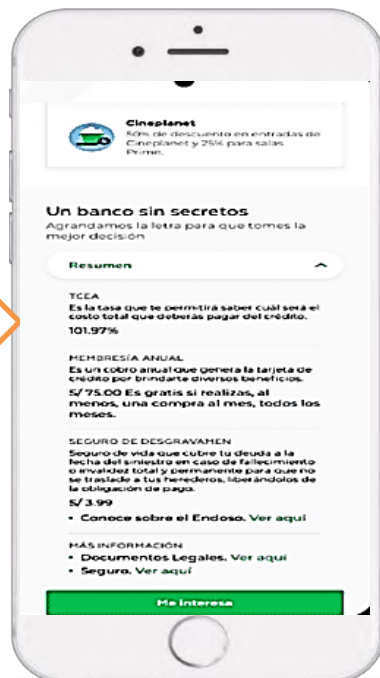 Cineplanet
50% de descuento en entradas de
Cineplanet y 25% para salas
Prime.
Un banco sin secretos
Agrandamos la letra para que tomes la
mejor decisión
Resumen
TCEA
Es la tasa que te permitirá saber cuál será el
costo total que deberás pagar del crédito.
101.97%
MEMBRESÍA ANUAL
Es un cobro anual que genera la tarjeta de
crédito por brindarte diversos beneficios.
S/ 75.00 Es gratis si realizas, al
menos, una compra al mes, todos los
meses.
SEGURO DE DESGRAVAMEN
Seguro de vida que cubre tu deuda a la
fecha del siniestro en caso de fallecimiento
o invalidez total y permanente para que no
se traslade a tus herederos, liberándolos de
la obligación de pago.
S/ 3.99
• Conoce sobre el Endoso. Ver aquí
MÁS INFORMACIÓN
• Documentos Legales. Ver aquí
• Seguro. Ver aquí
Me interesa